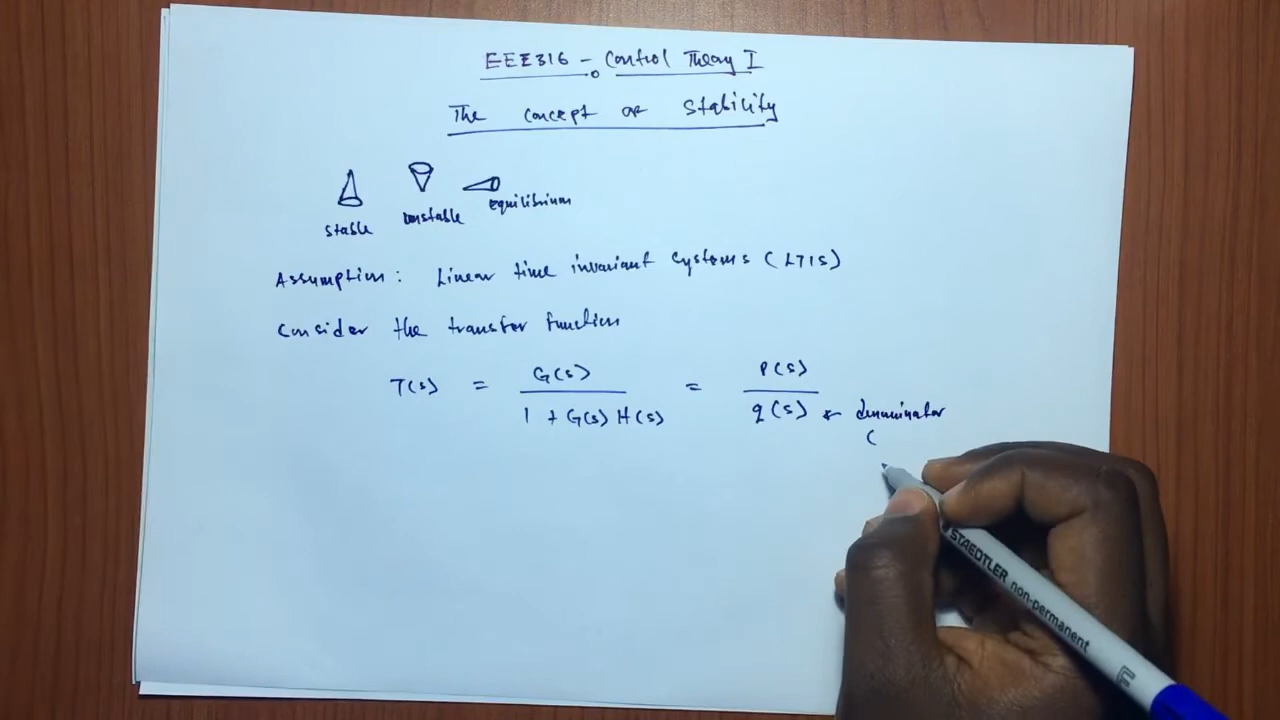 EEE316 - Control Theory I
The concept of stability
stable unstable equilibrium
Assumption: Linear time invariant systems (LTIS)
Consider the transfer function
T(s) = G(s) / 1 + G(s) H(s) = P(s) / q(s) ← denominator
(
STAEDTLER non-permanent